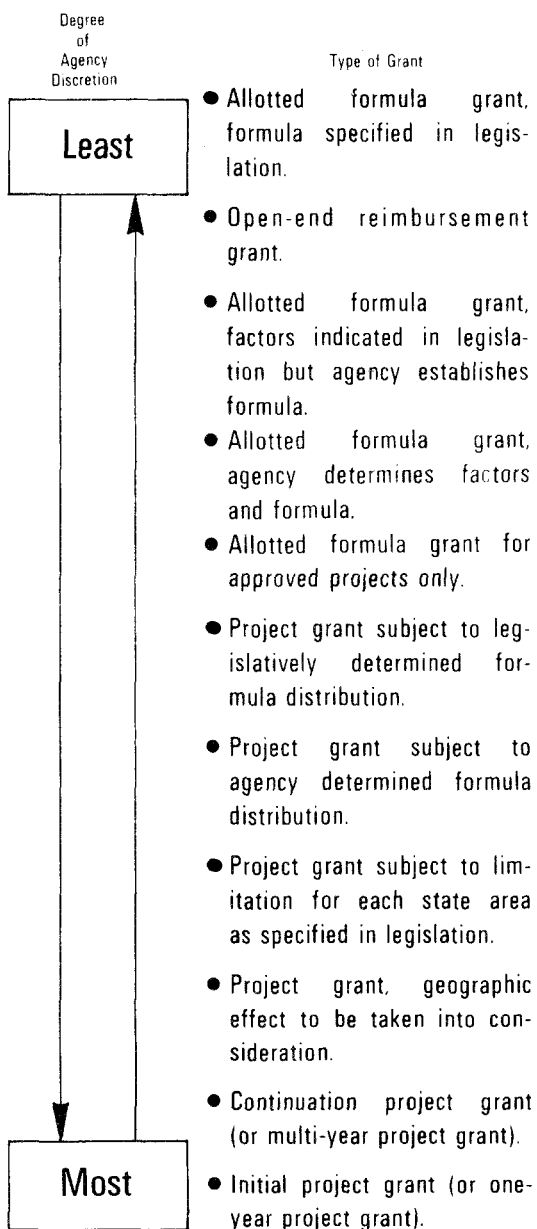 Degree
of
Agency
Discretion
Type of Grant
Least
● Allotted formula grant,
formula specified in legis-
lation.
● Open-end reimbursement
grant.
● Allotted formula grant,
factors indicated in legisla-
tion but agency establishes
formula.
● Allotted formula grant,
agency determines factors
and formula.
● Allotted formula grant for
approved projects only.
● Project grant subject to leg-
islatively determined for-
mula distribution.
● Project grant subject to
agency determined formula
distribution.
● Project grant subject to lim-
itation for each state area
as specified in legislation.
● Project grant, geographic
effect to be taken into con-
sideration.
● Continuation project grant
(or multi-year project grant).
Most
● Initial project grant (or one-
year project grant).